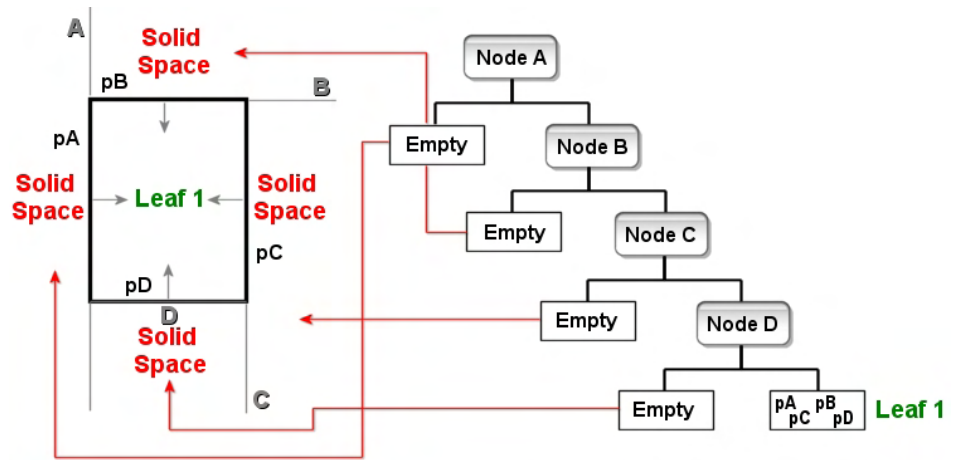 A
Solid
Space
pB
B
pA
Solid
Space
Leaf 1
Solid
Space
pC
pD
D
Solid
Space
C
Node A
Empty
Node B
Empty
Node C
Empty
Node D
Empty
pA pB
pC pD
Leaf 1